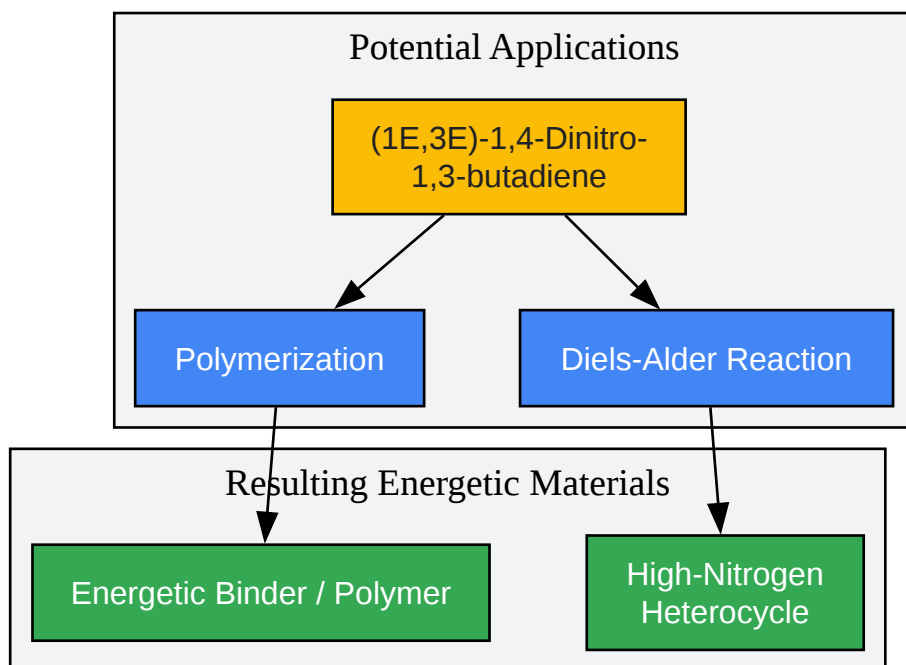 Potential Applications
(1E,3E)-1,4-Dinitro-
1,3-butadiene
Polymerization
Diels-Alder Reaction
Resulting Energetic Materials
Energetic Binder / Polymer
High-Nitrogen
Heterocycle